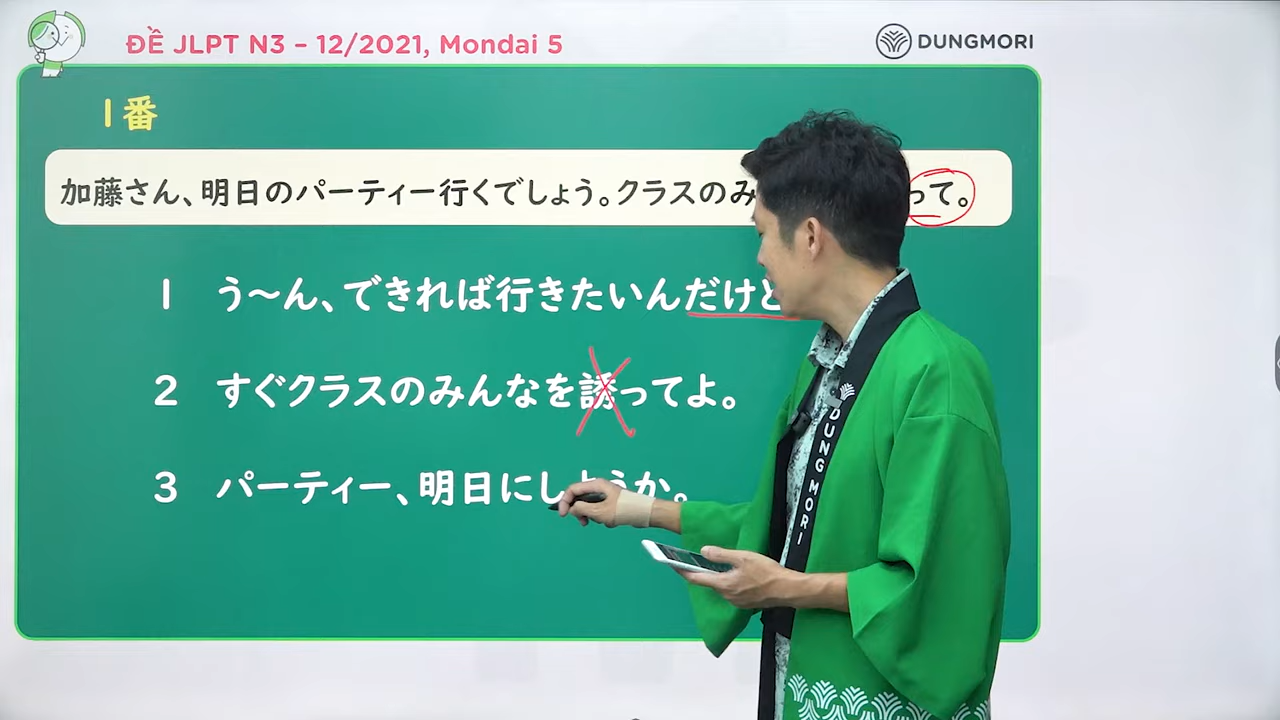 ĐỀ JLPT N3 – 12/2021, Mondai 5
DUNGMORI
1番
加藤さん、明日のパーティー行くでしょう。クラスのみ って。
1 う〜ん、できれば行きたいんだけど
2 すぐクラスのみんなを誘ってよ。
3 パーティー、明日にしようか。
DUNG MORI